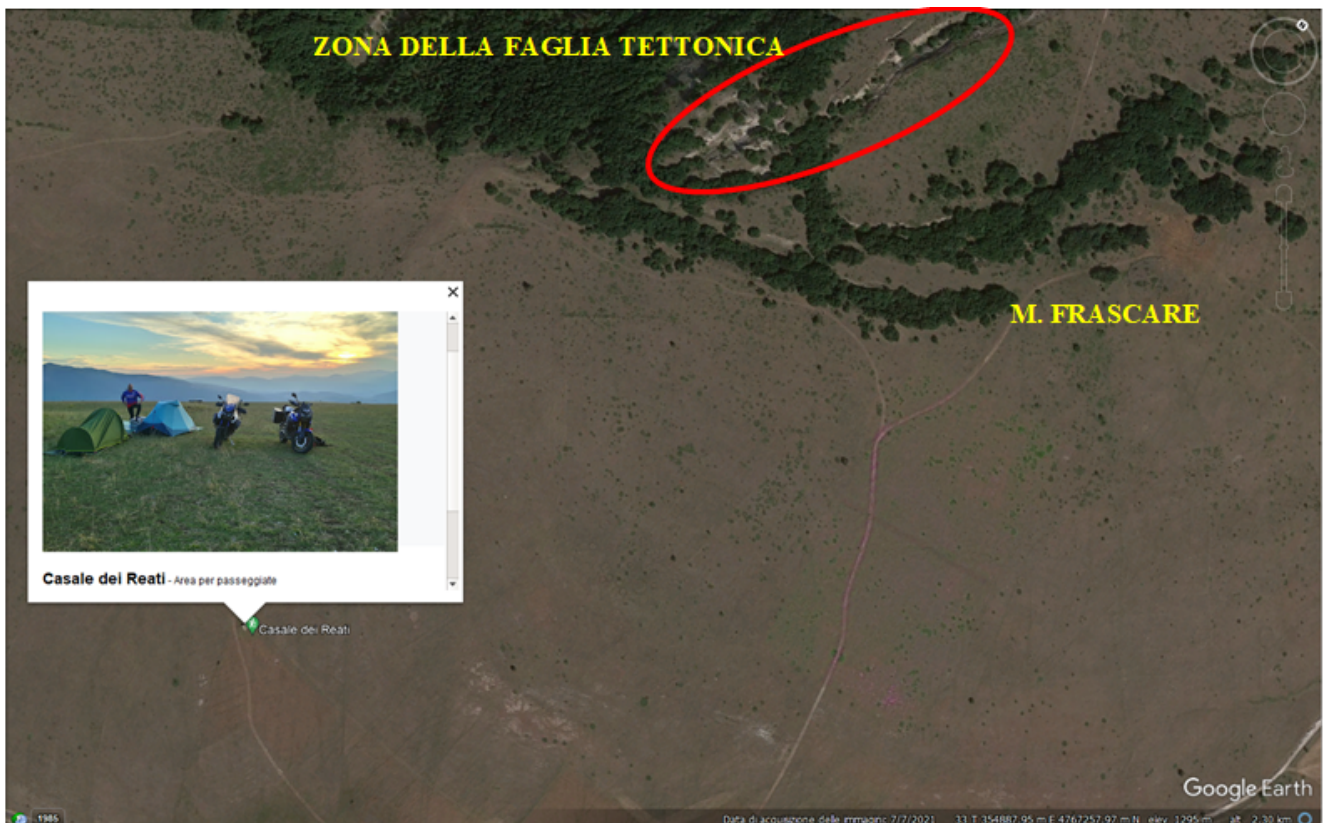 ZONA DELLA FAGLIA TETTONICA
M. FRASCARE
Casale dei Reati - Area per passeggiate
Casale dei Reati
Google Earth
1985
Data di acquisizione delle immagini: 7/7/2021 33 T 354887.95 m E 4767257.97 m N elev 1295 m alt 2.30 km